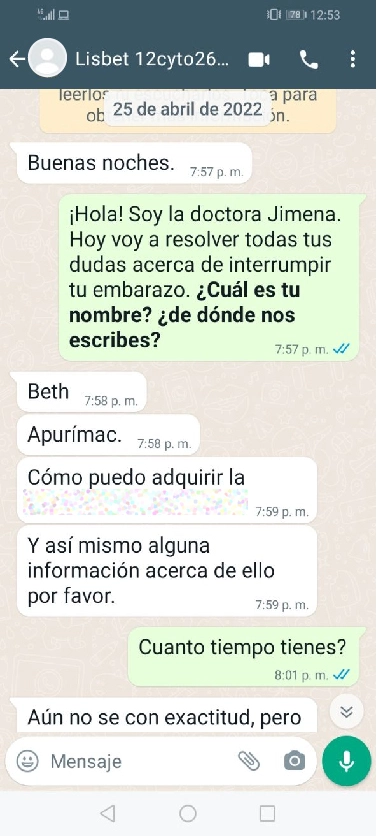 78 12:53
Lisbet 12cyto26...
leerlos a para
25 de abril de 2022
ob ón.
Buenas noches.
7:57 p. m.
¡Hola! Soy la doctora Jimena.
Hoy voy a resolver todas tus
dudas acerca de interrumpir
tu embarazo. ¿Cuál es tu
nombre? ¿de dónde nos
escribes?
7:57 p. m.
Beth
7:58 p. m.
Apurímac.
7:58 p. m.
Cómo puedo adquirir la
7:59 p. m.
Y así mismo alguna
información acerca de ello
por favor.
7:59 p. m.
Cuanto tiempo tienes?
8:01 p. m.
Aún no se con exactitud, pero
Mensaje